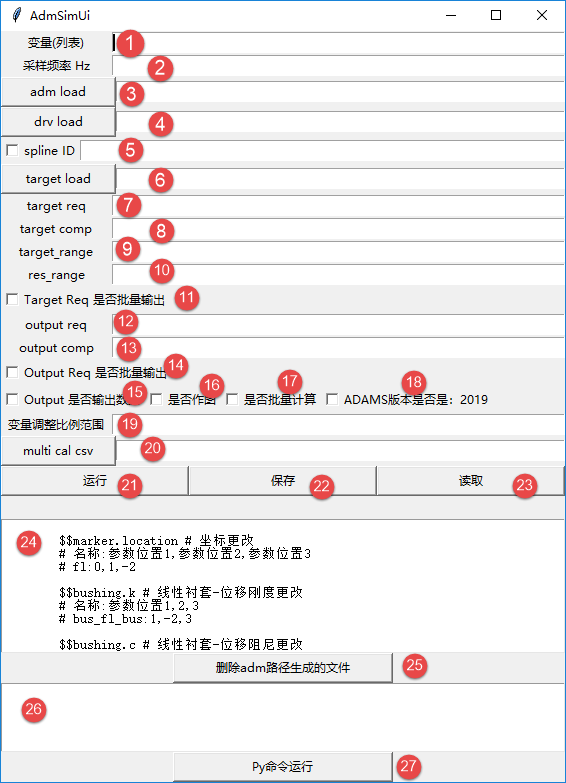 AdmSimUi
变量(列表) 1
采样频率 Hz 2
adm load 3
drv load 4
spline ID 5
target load 6
target req 7
target comp 8
target_range 9
res_range 10
Target Req 是否批量输出 11
output req 12
output comp 13
Output Req 是否批量输出 14
Output 是否输出数 15 是否作图 16 是否批量计算 17 ADAMS版本是否是：2019 18
变量调整比例范围 19
multi cal csv 20
运行 21 保存 22 读取 23
24 $$marker.location # 坐标更改
# 名称:参数位置1,参数位置2,参数位置3
# fl:0,1,-2
$$bushing.k # 线性衬套-位移刚度更改
# 名称:参数位置1,2,3
# bus_fl_bus:1,-2,3
$$bushing.c # 线性衬套-位移阻尼更改
删除adm路径生成的文件 25
26
Py命令运行 27